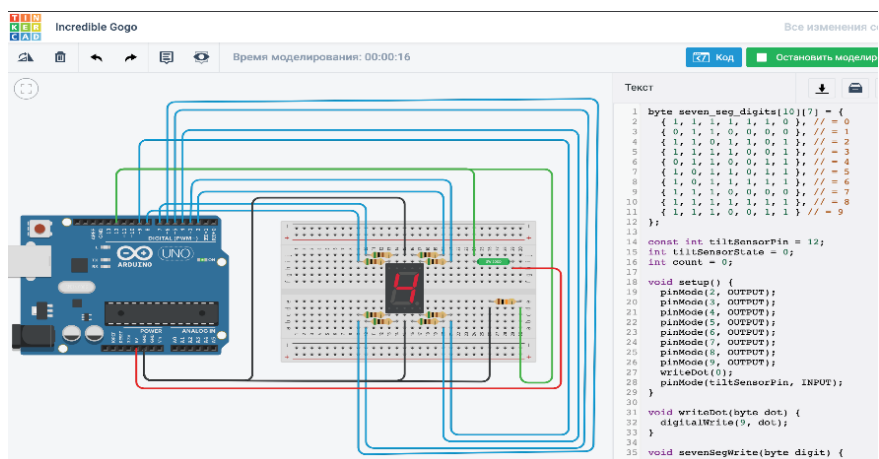 TIN
KER
CAD
Incredible Gogo
Все изменения со
Время моделирования: 00:00:16
Код
Остановить моделир
Текст
1 byte seven_seg_digits[10][7] = {
2 { 1, 1, 1, 1, 1, 1, 0 }, // = 0
3 { 0, 1, 1, 0, 0, 0, 0 }, // = 1
4 { 1, 1, 0, 1, 1, 0, 1 }, // = 2
5 { 1, 1, 1, 1, 0, 0, 1 }, // = 3
6 { 0, 1, 1, 0, 0, 1, 1 }, // = 4
7 { 1, 0, 1, 1, 0, 1, 1 }, // = 5
8 { 1, 0, 1, 1, 1, 1, 1 }, // = 6
9 { 1, 1, 1, 0, 0, 0, 0 }, // = 7
10 { 1, 1, 1, 1, 1, 1, 1 }, // = 8
11 { 1, 1, 1, 0, 0, 1, 1 } // = 9
12 };
13
14 const int tiltSensorPin = 12;
15 int tiltSensorState = 0;
16 int count = 0;
17
18 void setup() {
19 pinMode(2, OUTPUT);
20 pinMode(3, OUTPUT);
21 pinMode(4, OUTPUT);
22 pinMode(5, OUTPUT);
23 pinMode(6, OUTPUT);
24 pinMode(7, OUTPUT);
25 pinMode(8, OUTPUT);
26 pinMode(9, OUTPUT);
27 writeDot(0);
28 pinMode(tiltSensorPin, INPUT);
29 }
30
31 void writeDot(byte dot) {
32 digitalWrite(9, dot);
33 }
34
35 void sevenSegWrite(byte digit) {
DIGITAL (PWM ~)
UNO
ARDUINO
POWER
ANALOG IN
4